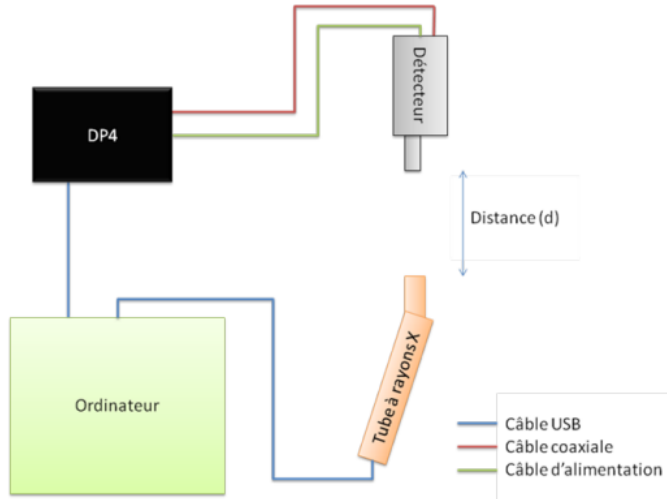 Détecteur
DP4
Distance (d)
Tube à rayons X
Ordinateur
Câble USB
Câble coaxiale
Câble d'alimentation